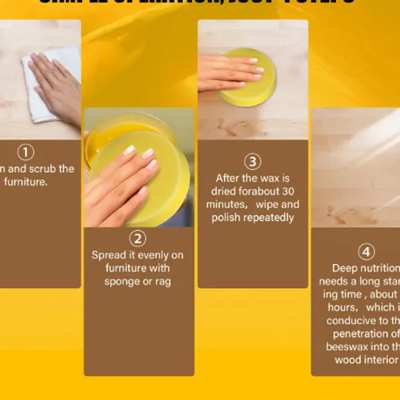 ①
n and scrub the
furniture.
②
Spread it evenly on
furniture with
sponge or rag
③
After the wax is
dried forabout 30
minutes, wipe and
polish repeatedly
④
Deep nutrition
needs a long stan
ing time , about
hours, which i
conducive to th
penetration of
beeswax into th
wood interior